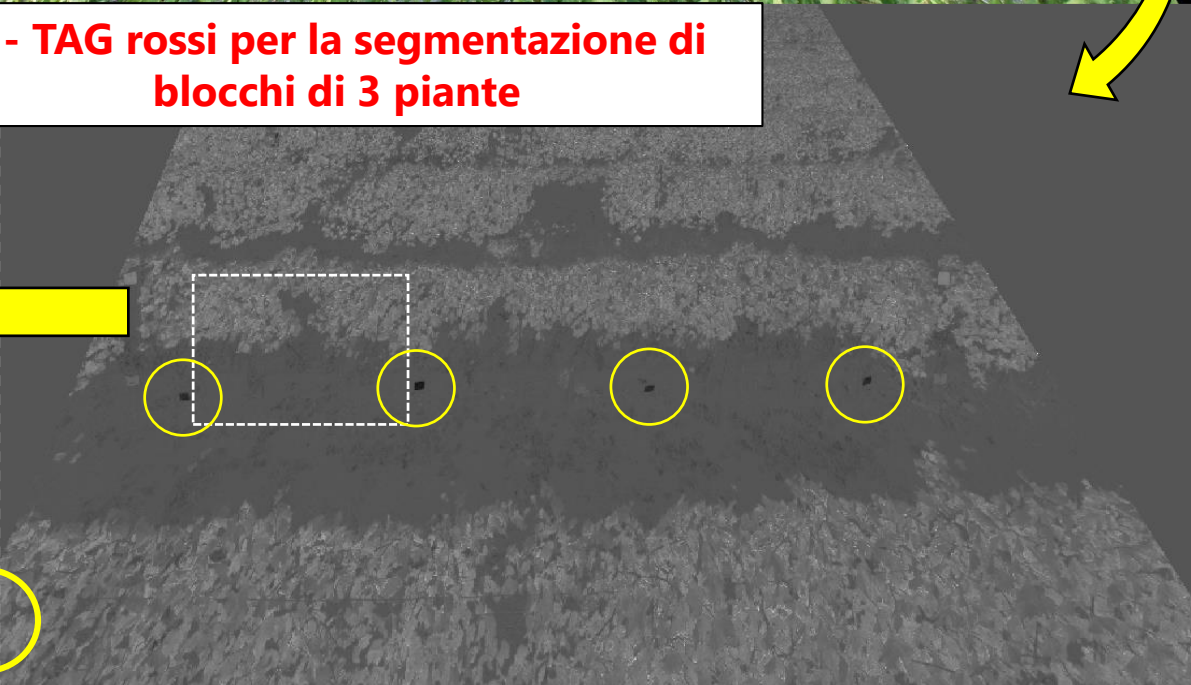 - TAG rossi per la segmentazione di
blocchi di 3 piante